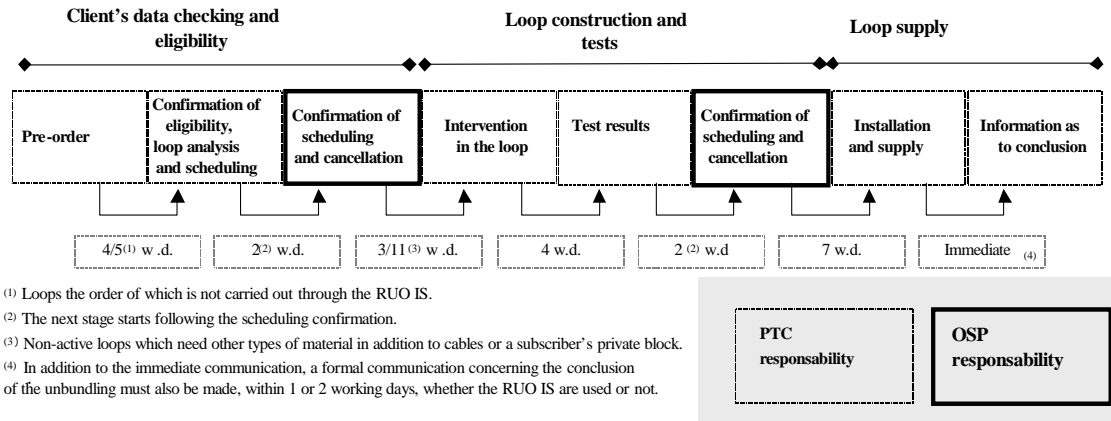 Client’s data checking and
eligibility
Loop construction and
tests
Loop supply
Pre-order
Confirmation of
eligibility,
loop analysis
and scheduling
Confirmation of
scheduling
and cancellation
Intervention
in the loop
Test results
Confirmation of
scheduling and
cancellation
Installation
and supply
Information as
to conclusion
4/5(1) w .d.
2(2) w.d.
3/11(3) w .d.
4 w.d.
2 (2) w.d
7 w.d.
Immediate (4)
(1) Loops the order of which is not carried out through the RUO IS.
(2) The next stage starts following the scheduling confirmation.
(3) Non-active loops which need other types of material in addition to cables or a subscriber’s private block.
(4) In addition to the immediate communication, a formal communication concerning the conclusion
of the unbundling must also be made, within 1 or 2 working days, whether the RUO IS are used or not.
PTC
responsability
OSP
responsability